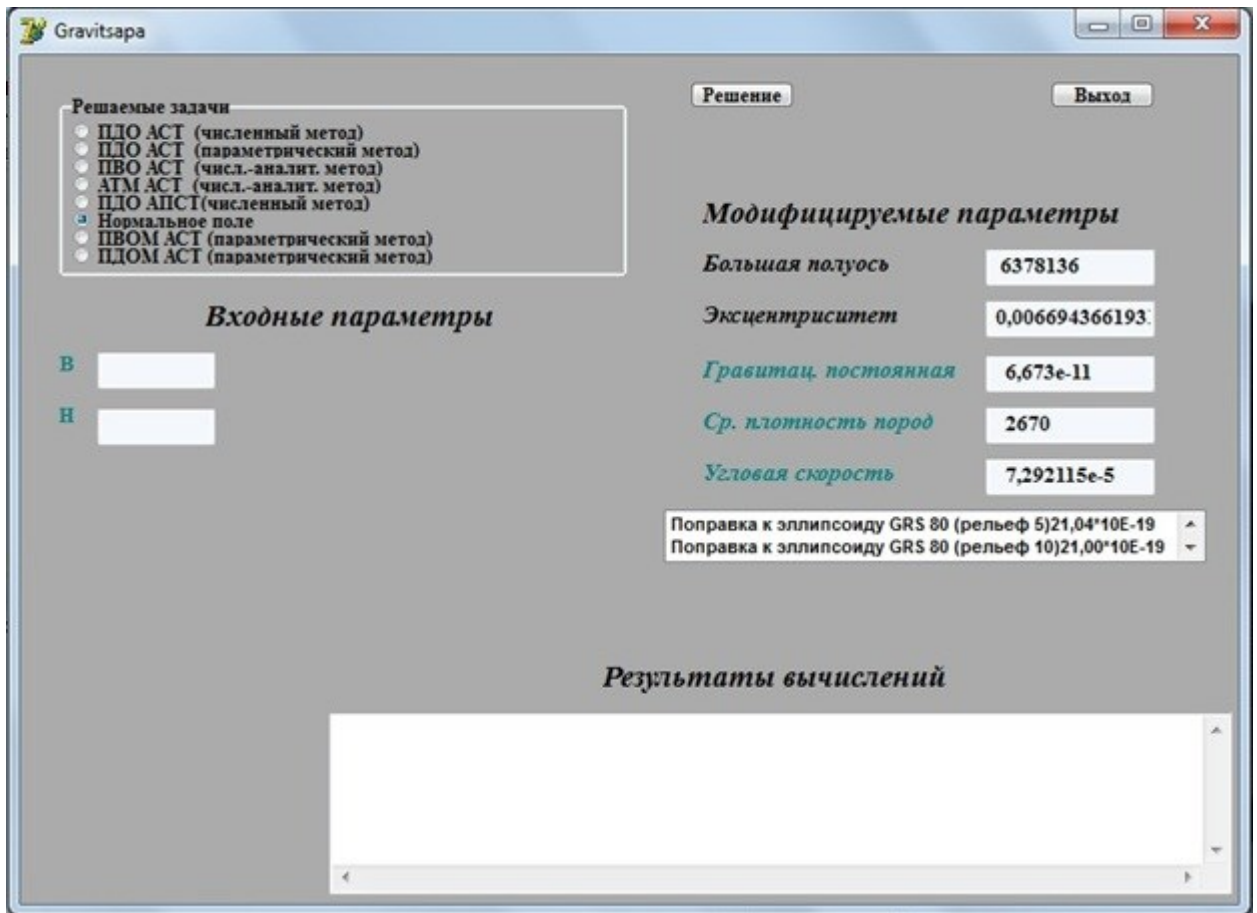 Gravitsapa
Решаемые задачи
ПДО АСТ (численный метод)
ПДО АСТ (параметрический метод)
ПВО АСТ (числ.-аналит. метод)
АТМ АСТ (числ.-аналит. метод)
ПДО АПСТ(численный метод)
Нормальное поле
ПВОМ АСТ (параметрический метод)
ПДОМ АСТ (параметрический метод)
Решение
Выход
Входные параметры
B
H
Модифицируемые параметры
Большая полуось 6378136
Эксцентриситет 0,006694366193
Гравитац. постоянная 6,673e-11
Ср. плотность пород 2670
Угловая скорость 7,292115e-5
Поправка к эллипсоиду GRS 80 (рельеф 5)21,04*10E-19
Поправка к эллипсоиду GRS 80 (рельеф 10)21,00*10E-19
Результаты вычислений